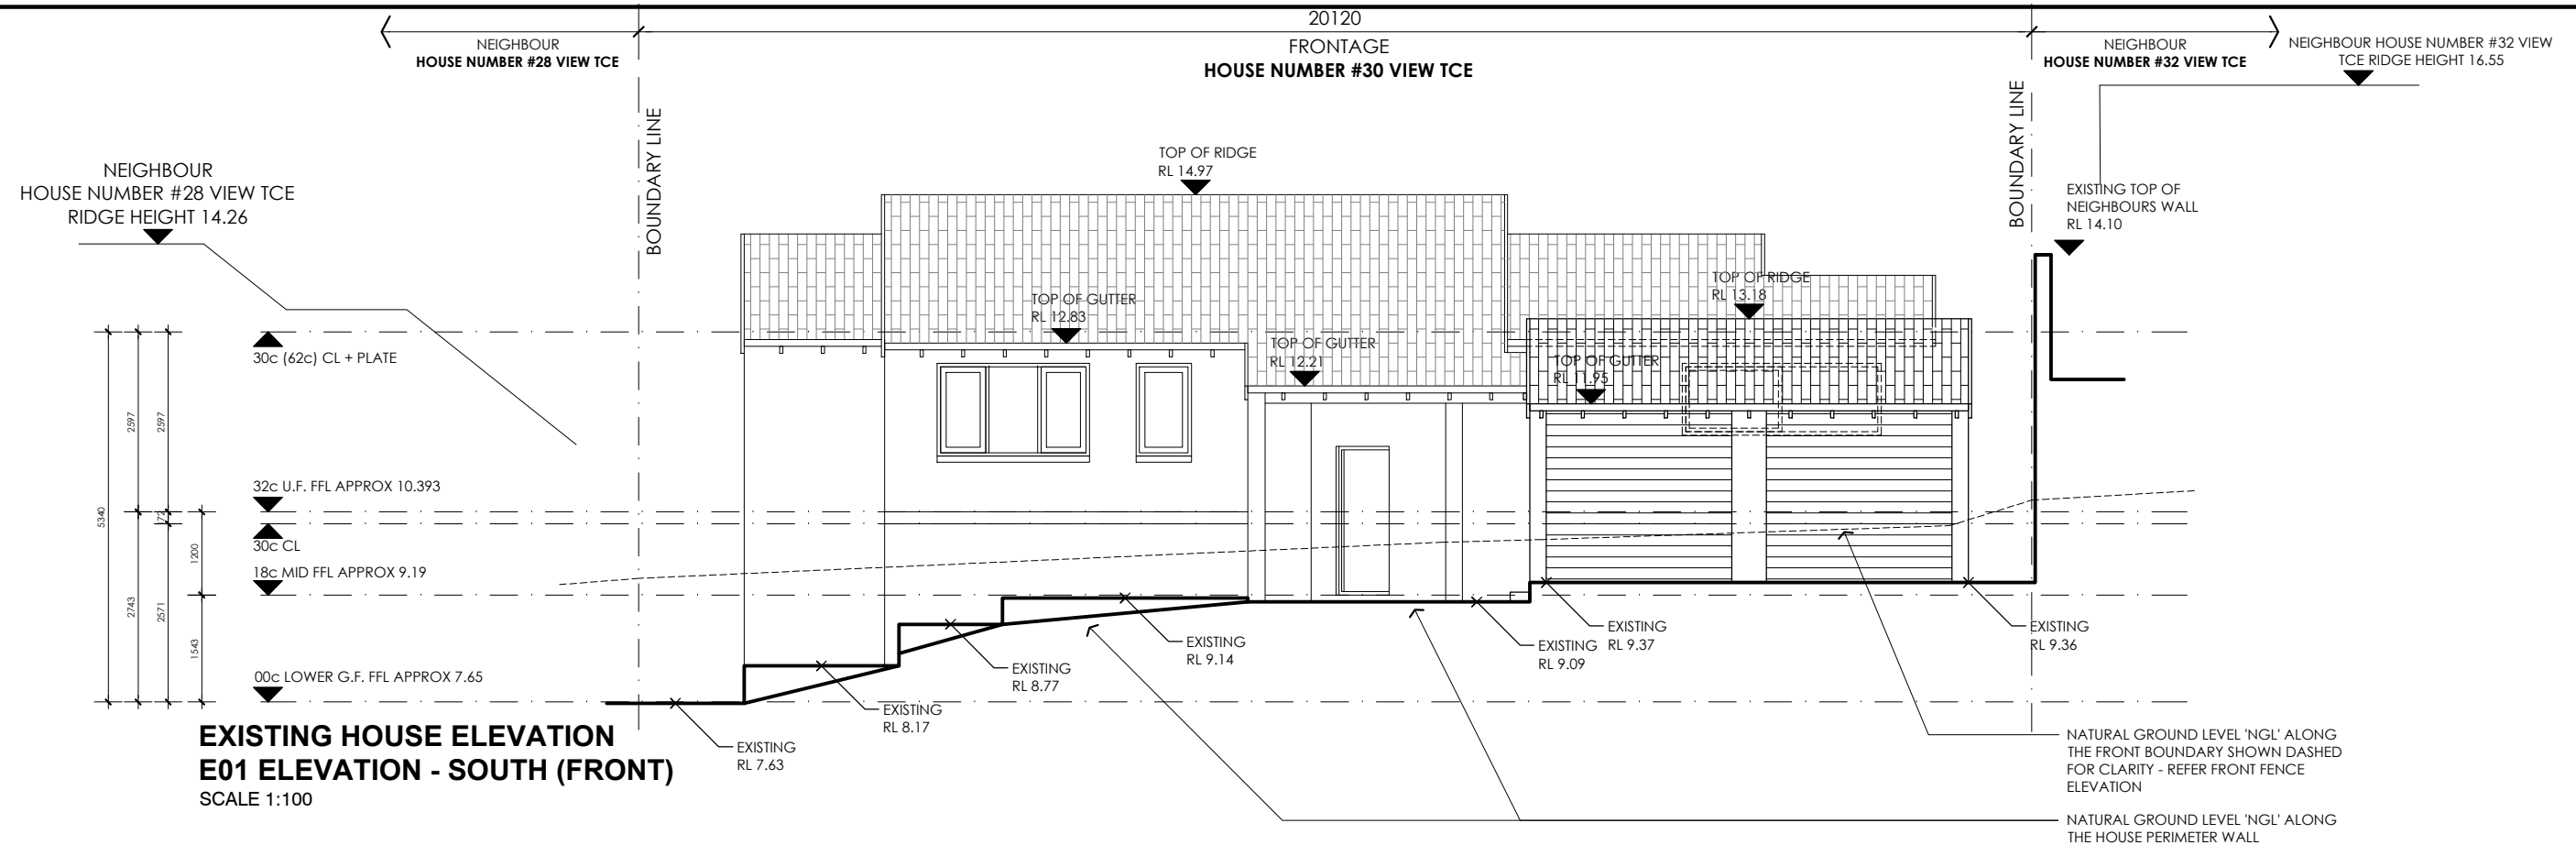 20120
NEIGHBOUR
HOUSE NUMBER #28 VIEW TCE
FRONTAGE
HOUSE NUMBER #30 VIEW TCE
NEIGHBOUR
HOUSE NUMBER #32 VIEW TCE
NEIGHBOUR HOUSE NUMBER #32 VIEW
TCE RIDGE HEIGHT 16.55
BOUNDARY LINE
BOUNDARY LINE
NEIGHBOUR
HOUSE NUMBER #28 VIEW TCE
RIDGE HEIGHT 14.26
TOP OF RIDGE
RL 14.97
EXISTING TOP OF
NEIGHBOURS WALL
RL 14.10
TOP OF GUTTER
RL 12.83
TOP OF RIDGE
RL 13.18
TOP OF GUTTER
RL 12.21
TOP OF GUTTER
RL 11.95
30c (62c) CL + PLATE
32c U.F. FFL APPROX 10.393
30c CL
18c MID FFL APPROX 9.19
00c LOWER G.F. FFL APPROX 7.65
5340
2597
2743
2597
172
2571
1200
1543
EXISTING
RL 7.63
EXISTING
RL 8.17
EXISTING
RL 8.77
EXISTING
RL 9.14
EXISTING
RL 9.09
EXISTING
RL 9.37
EXISTING
RL 9.36
EXISTING HOUSE ELEVATION
E01 ELEVATION - SOUTH (FRONT)
SCALE 1:100
NATURAL GROUND LEVEL 'NGL' ALONG
THE FRONT BOUNDARY SHOWN DASHED
FOR CLARITY - REFER FRONT FENCE
ELEVATION
NATURAL GROUND LEVEL 'NGL' ALONG
THE HOUSE PERIMETER WALL